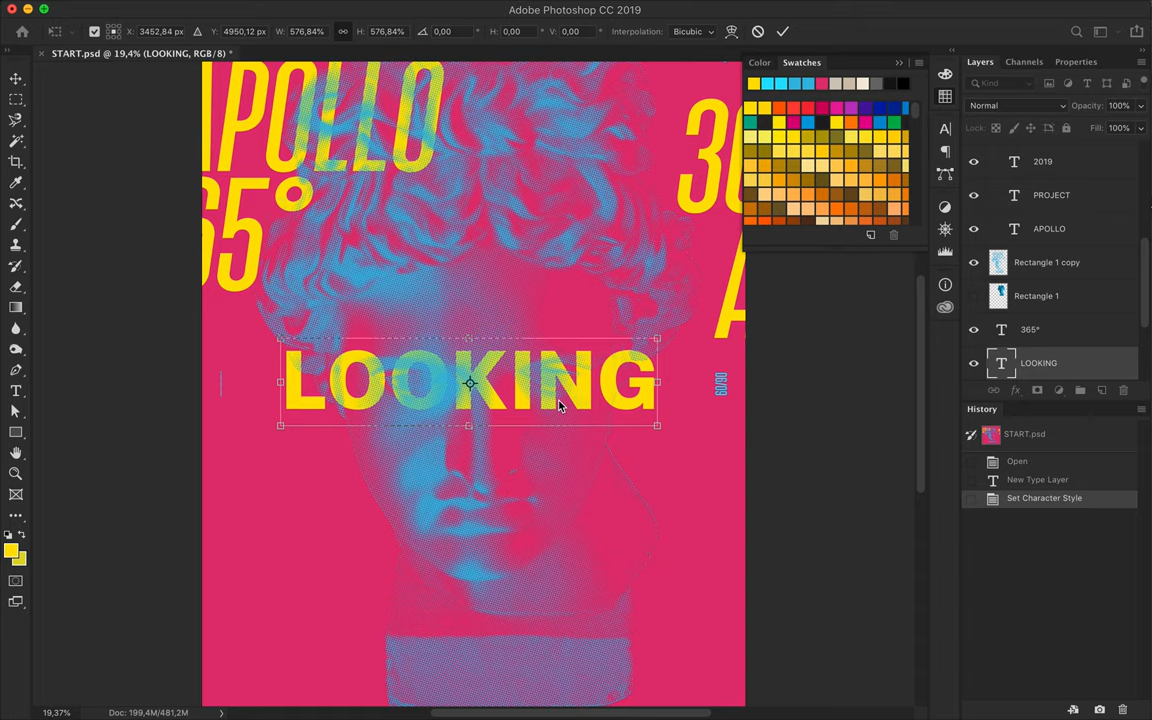 Adobe Photoshop CC 2019
X: 3452,84 px Y: 4950,12 px W: 576,84% H: 576,84% 0,00 H: 0,00 V: 0,00 Interpolation: Bicubic
× START.psd @ 19,4% (LOOKING, RGB/8) *
Color Swatches
Layers Channels Properties
Kind
Normal Opacity: 100%
Lock: Fill: 100%
T 2019
T PROJECT
T APOLLO
Rectangle 1 copy
Rectangle 1
T 365°
T LOOKING
History
START.psd
Open
T New Type Layer
Set Character Style
APOLLO
65°
LOOKING
60/90
19,37% Doc: 199,4M/481,2M